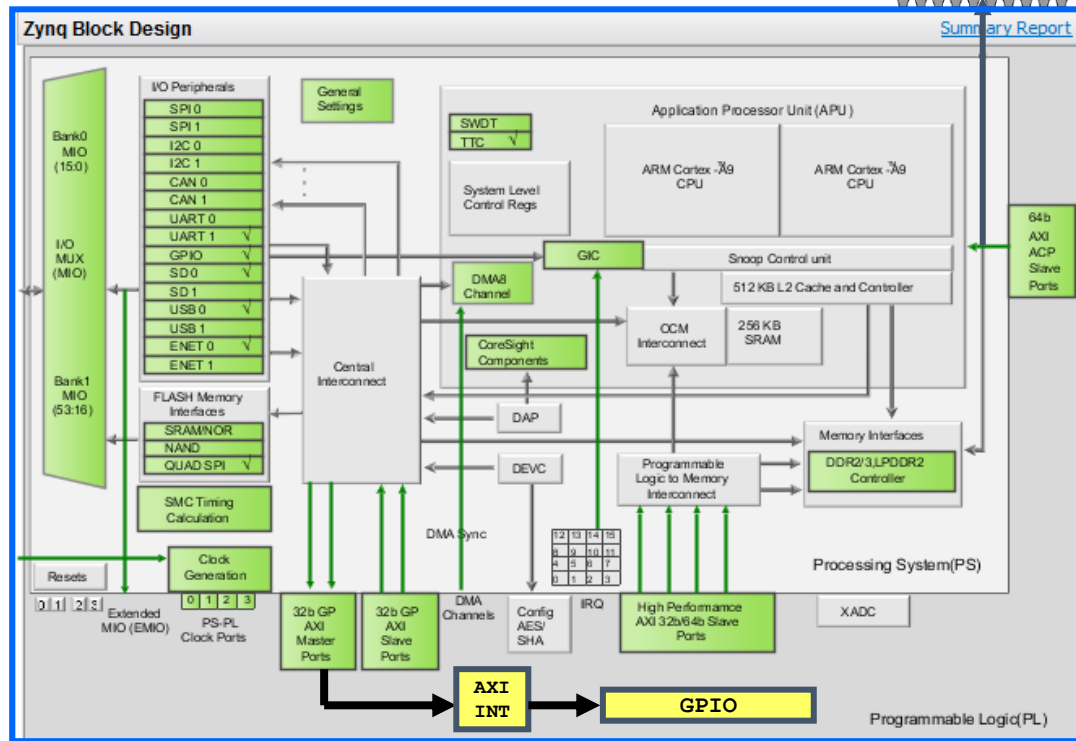 Zynq Block Design
Summary Report
I/O Peripherals
SPI 0
SPI 1
I2C 0
I2C 1
CAN 0
CAN 1
UART 0
UART 1 √
GPIO √
SD 0 √
SD 1
USB 0 √
USB 1
ENET 0 √
ENET 1
Bank0
MIO
(15:0)
I/O
MUX
(MIO)
Bank1
MIO
(53:16)
FLASH Memory
Interfaces
SRAM/NOR
NAND
QUAD SPI √
SMC Timing
Calculation
General
Settings
Application Processor Unit (APU)
SWDT
TTC √
System Level
Control Regs
ARM Cortex -A9
CPU
ARM Cortex -A9
CPU
GIC
Snoop Control unit
DMA8
Channel
512 KB L2 Cache and Controller
OCM
Interconnect
256 KB
SRAM
CoreSight
Components
Central
Interconnect
DAP
DEVC
Programmable
Logic to Memory
Interconnect
Memory Interfaces
DDR2/3,LPDDR2
Controller
64b
AXI
ACP
Slave
Ports
DMA Sync
12 13 14 15
8 9 10 11
4 5 6 7
0 1 2 3
IRQ
Processing System(PS)
Resets
0 1 2 3
Clock
Generation
0 1 2 3
Extended
MIO (EMIO)
PS-PL
Clock Ports
32b GP
AXI
Master
Ports
32b GP
AXI
Slave
Ports
DMA
Channels
Config
AES/
SHA
High Performance
AXI 32b/64b Slave
Ports
XADC
AXI
INT
GPIO
Programmable Logic(PL)